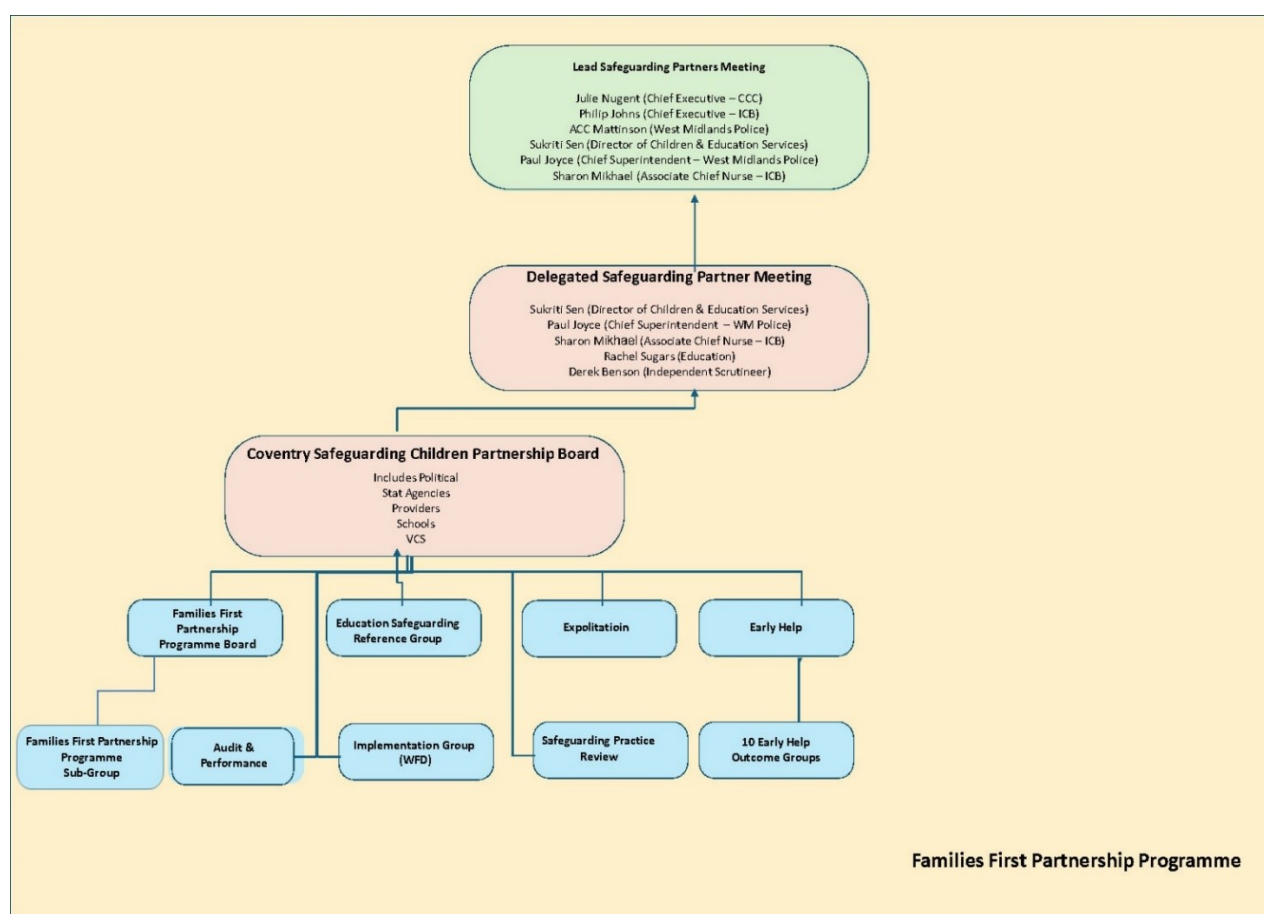 Lead Safeguarding Partners Meeting
Julie Nugent (Chief Executive – CCC)
Philip Johns (Chief Executive – ICB)
ACC Mattinson (West Midlands Police)
Sukriti Sen (Director of Children & Education Services)
Paul Joyce (Chief Superintendent – West Midlands Police)
Sharon Mikhael (Associate Chief Nurse – ICB)
Delegated Safeguarding Partner Meeting
Sukriti Sen (Director of Children & Education Services)
Paul Joyce (Chief Superintendent – WM Police)
Sharon Mikhael (Associate Chief Nurse – ICB)
Rachel Sugars (Education)
Derek Benson (Independent Scrutineer)
Coventry Safeguarding Children Partnership Board
Includes Political
Stat Agencies
Providers
Schools
VCS
Families First
Partnership
Programme Board
Education Safeguarding
Reference Group
Expolitatioin
Early Help
Families First Partnership
Programme
Sub-Group
Audit &
Performance
Implementation Group
(WFD)
Safeguarding Practice
Review
10 Early Help
Outcome Groups
Families First Partnership Programme